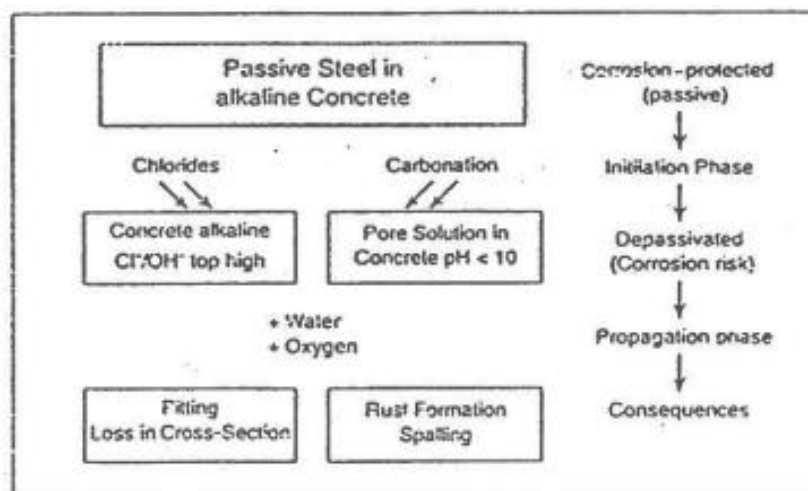 Passive Steel in
alkaline Concrete
Corrosion-protected
(passive)
Chlorides
Carbonation
Initiation Phase
Concrete alkaline
Cl⁻/OH⁻ top high
Pore Solution in
Concrete pH < 10
Depassivated
(Corrosion risk)
+ Water
+ Oxygen
Propagation phase
Fitting
Loss in Cross-Section
Rust Formation
Spalling
Consequences